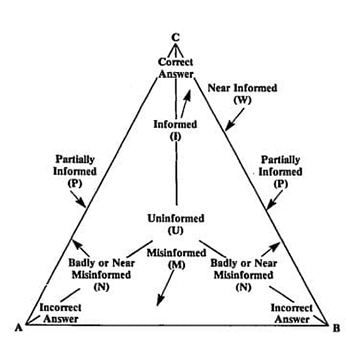 C
Correct
Answer
Near Informed
(W)
Informed
(I)
Partially
Informed
(P)
Partially
Informed
(P)
Uninformed
(U)
Misinformed
(M)
Badly or Near
Misinformed
(N)
Badly or Near
Misinformed
(N)
Incorrect
Answer
Incorrect
Answer
A
B